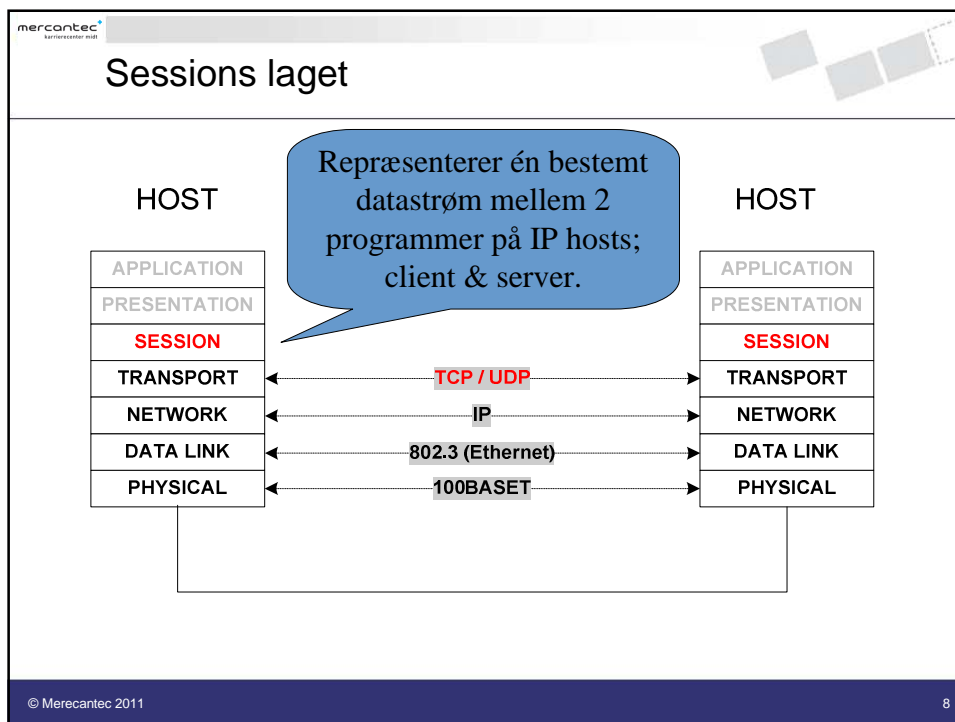 mercantec
karrierecenter midt
Sessions laget
Repræsenterer én bestemt
datastrøm mellem 2
programmer på IP hosts;
client & server.
HOST
HOST
APPLICATION
PRESENTATION
SESSION
TRANSPORT
NETWORK
DATA LINK
PHYSICAL
TCP / UDP
IP
802.3 (Ethernet)
100BASET
APPLICATION
PRESENTATION
SESSION
TRANSPORT
NETWORK
DATA LINK
PHYSICAL
© Merecantec 2011
8